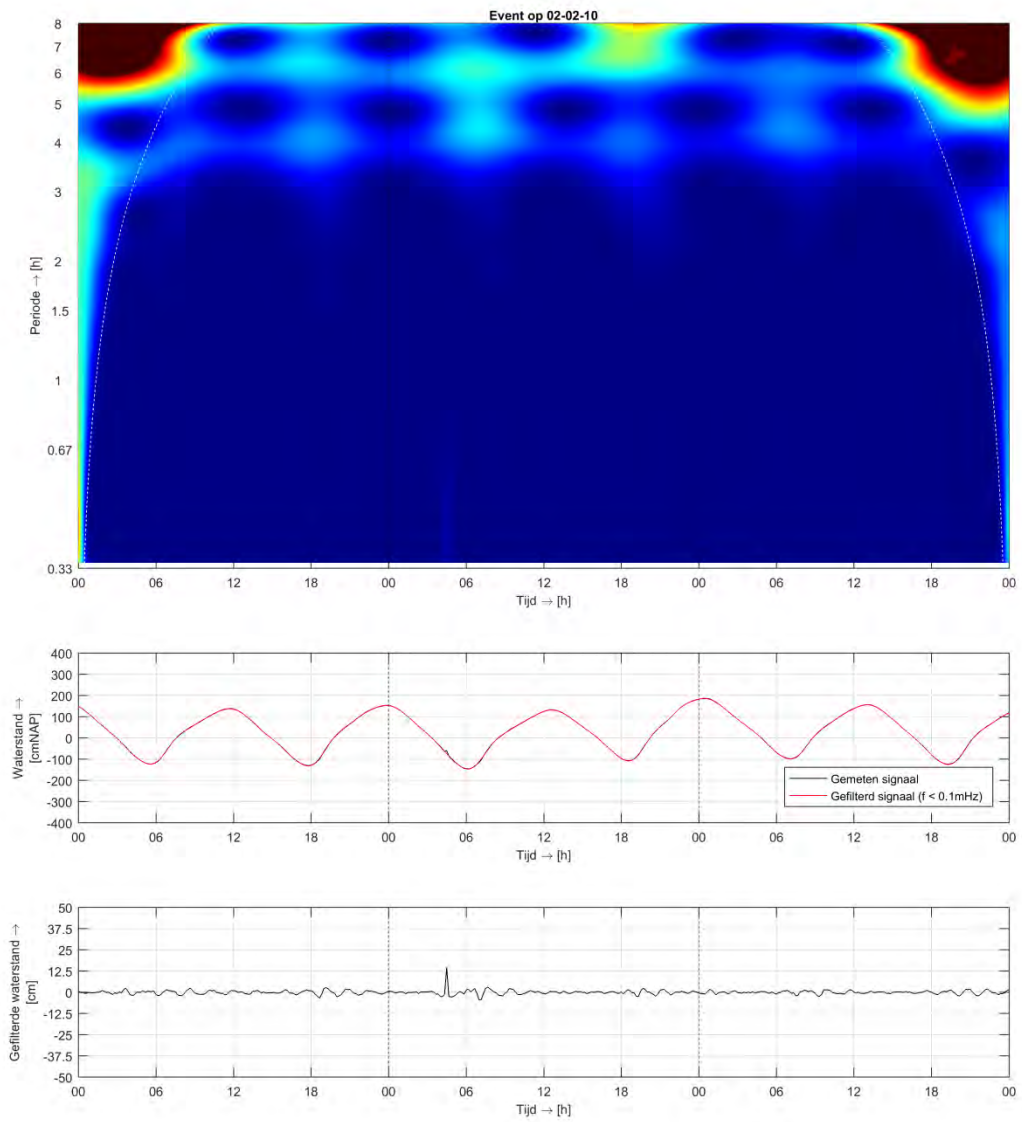 Event op 02-02-10
Periode → [h]
8
7
6
5
4
3
2
1.5
1
0.67
0.33
00 06 12 18 00 06 12 18 00 06 12 18 00
Tijd → [h]
Waterstand →
[cmNAP]
400
300
200
100
0
-100
-200
-300
-400
Gemeten signaal
Gefilterd signaal (f < 0.1mHz)
00 06 12 18 00 06 12 18 00 06 12 18 00
Tijd → [h]
Gefilterde waterstand →
[cm]
50
37.5
25
12.5
0
-12.5
-25
-37.5
-50
00 06 12 18 00 06 12 18 00 06 12 18 00
Tijd → [h]